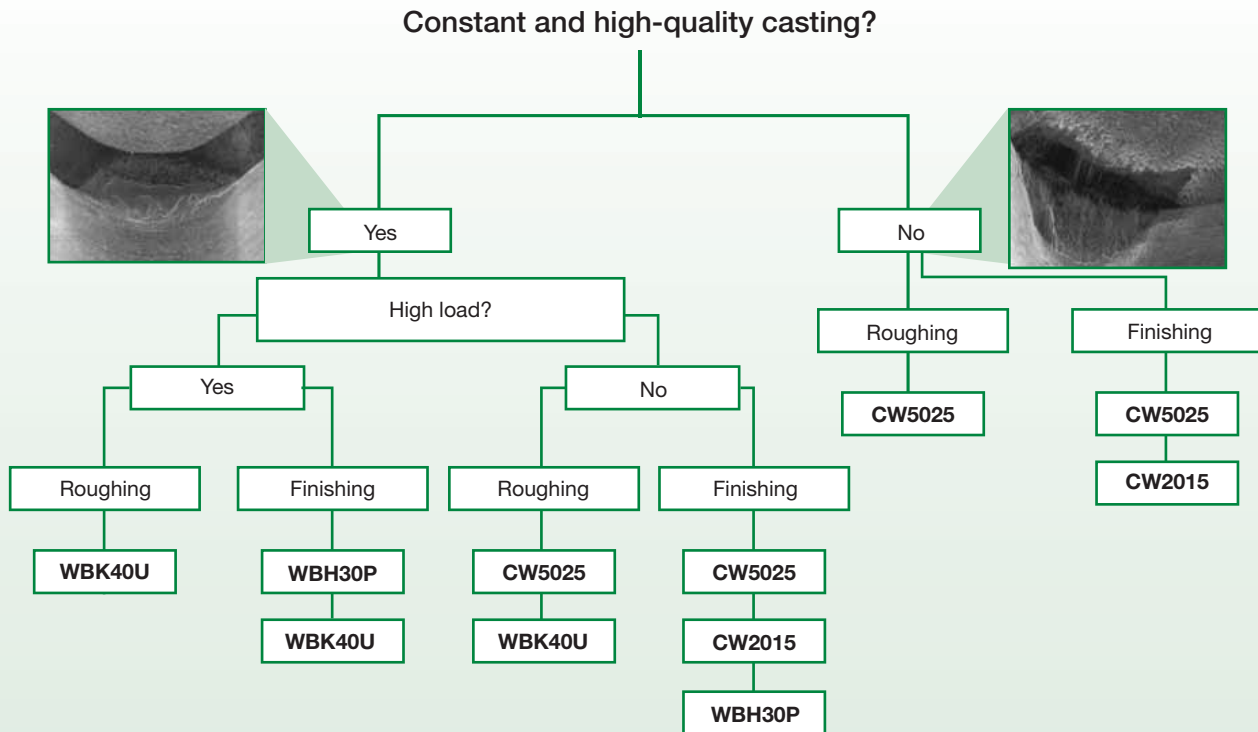 Constant and high-quality casting?
Yes
No
High load?
Roughing
Finishing
Yes
No
CW5025
CW5025
CW2015
Roughing
Finishing
Roughing
Finishing
WBK40U
WBH30P
CW5025
CW5025
WBK40U
WBK40U
CW2015
WBH30P